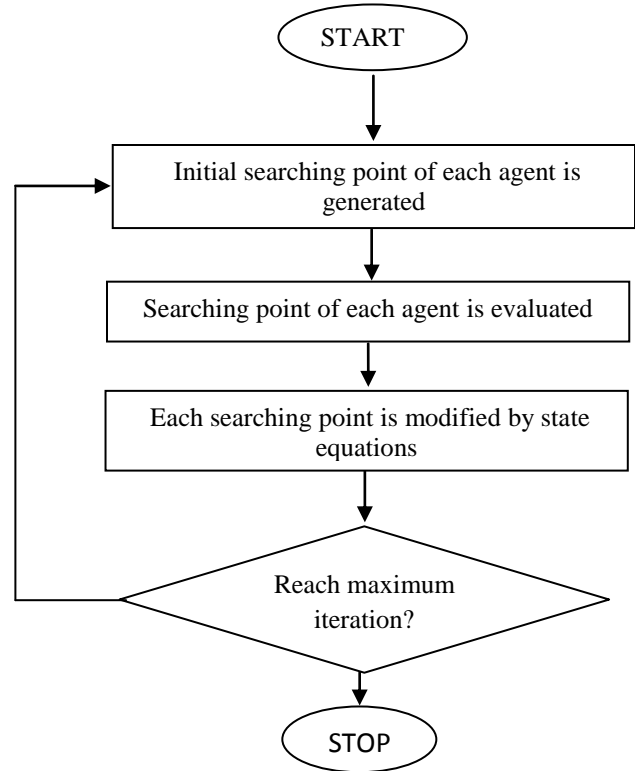 START
Initial searching point of each agent is
generated
Searching point of each agent is evaluated
Each searching point is modified by state
equations
Reach maximum
iteration?
STOP